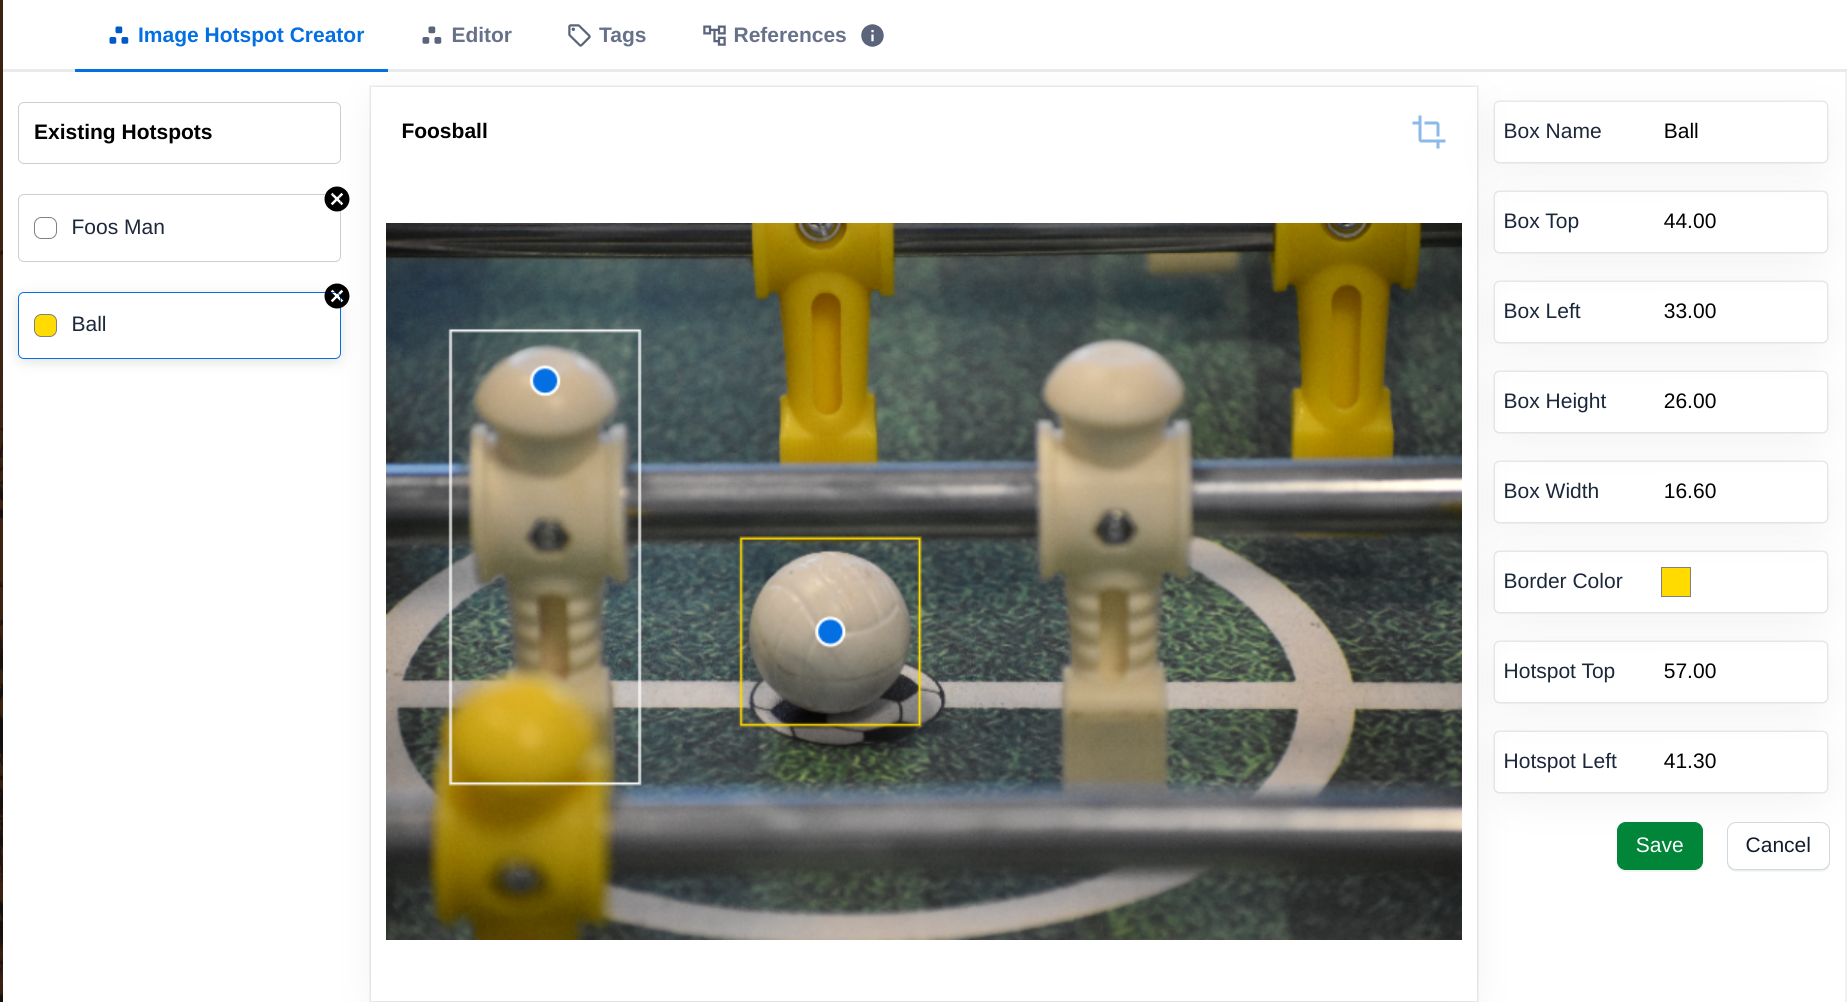 Image Hotspot Creator
Editor
Tags
References
Existing Hotspots
Foos Man
Ball
Foosball
Box Name Ball
Box Top 44.00
Box Left 33.00
Box Height 26.00
Box Width 16.60
Border Color
Hotspot Top 57.00
Hotspot Left 41.30
Save Cancel